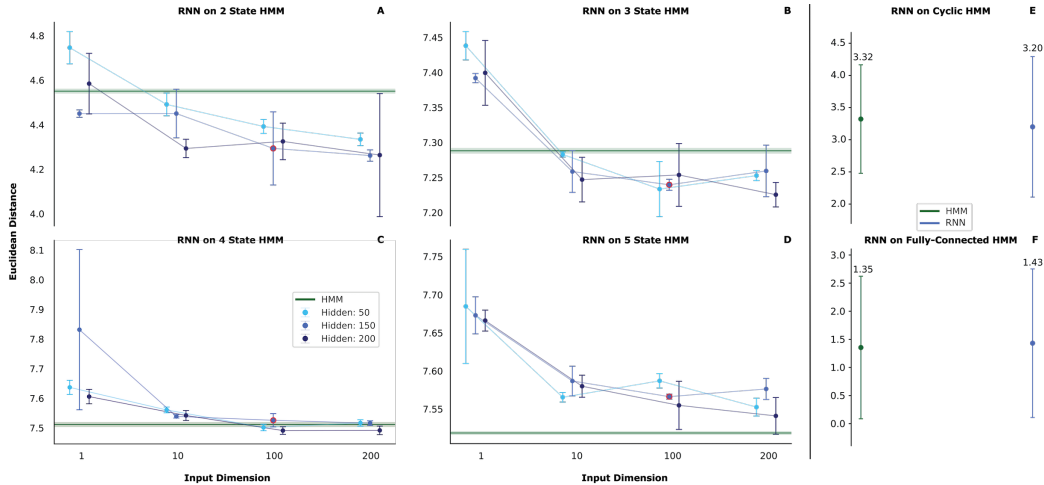 RNN on 2 State HMM A
4.8
4.6
4.4
4.2
4.0
RNN on 3 State HMM B
7.45
7.40
7.35
7.30
7.25
7.20
RNN on Cyclic HMM E
4.5
4.0
3.5
3.0
2.5
2.0
3.32
3.20
HMM
RNN
Euclidean Distance
RNN on 4 State HMM C
8.1
8.0
7.9
7.8
7.7
7.6
7.5
HMM
Hidden: 50
Hidden: 150
Hidden: 200
1 10 100 200
Input Dimension
RNN on 5 State HMM D
7.70
7.65
7.60
7.55
1 10 100 200
Input Dimension
RNN on Fully-Connected HMM F
3.0
2.5
2.0
1.5
1.0
0.5
0.0
1.35
1.43